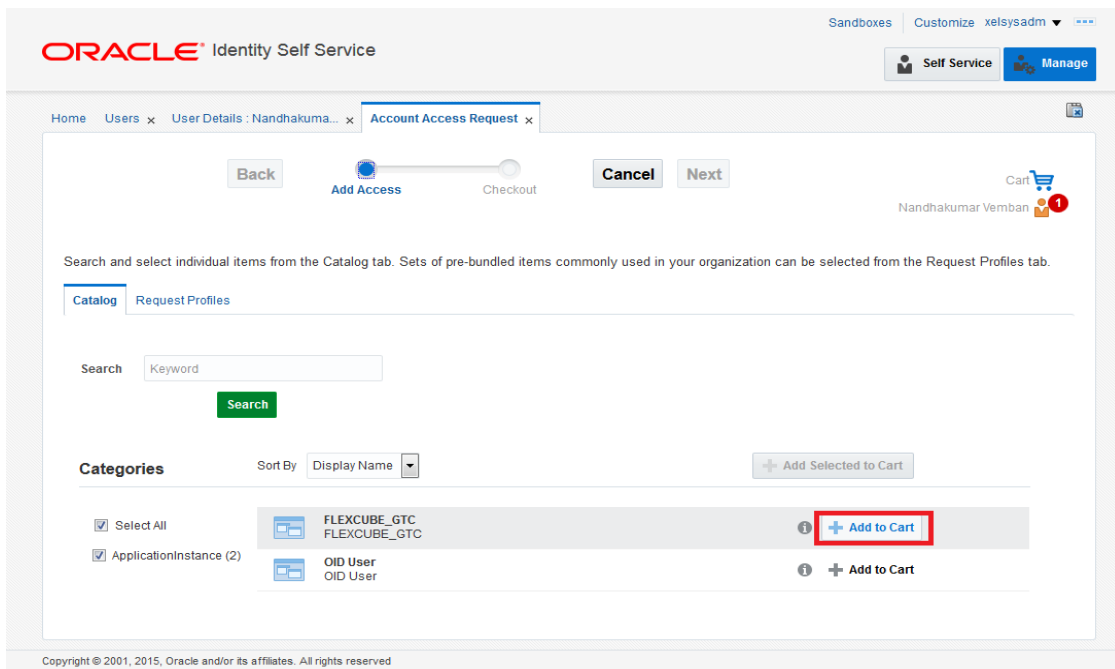 Sandboxes Customize xelsysadm
ORACLE® Identity Self Service
Self Service Manage
Home Users x User Details : Nandhakuma... x Account Access Request x
Back Cancel Next
Add Access Checkout
Cart
Nandhakumar Vemban 1
Search and select individual items from the Catalog tab. Sets of pre-bundled items commonly used in your organization can be selected from the Request Profiles tab.
Catalog Request Profiles
Search Keyword
Search
Categories Sort By Display Name Add Selected to Cart
Select All
FLEXCUBE_GTC
FLEXCUBE_GTC
Add to Cart
ApplicationInstance (2)
OID User
OID User
Add to Cart
Copyright © 2001, 2015, Oracle and/or its affiliates. All rights reserved